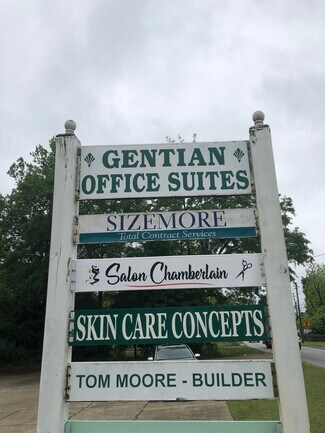 GENTIAN
OFFICE SUITES
SIZEMORE
Total Contract Services
Salon Chamberlain
SKIN CARE CONCEPTS
TOM MOORE - BUILDER